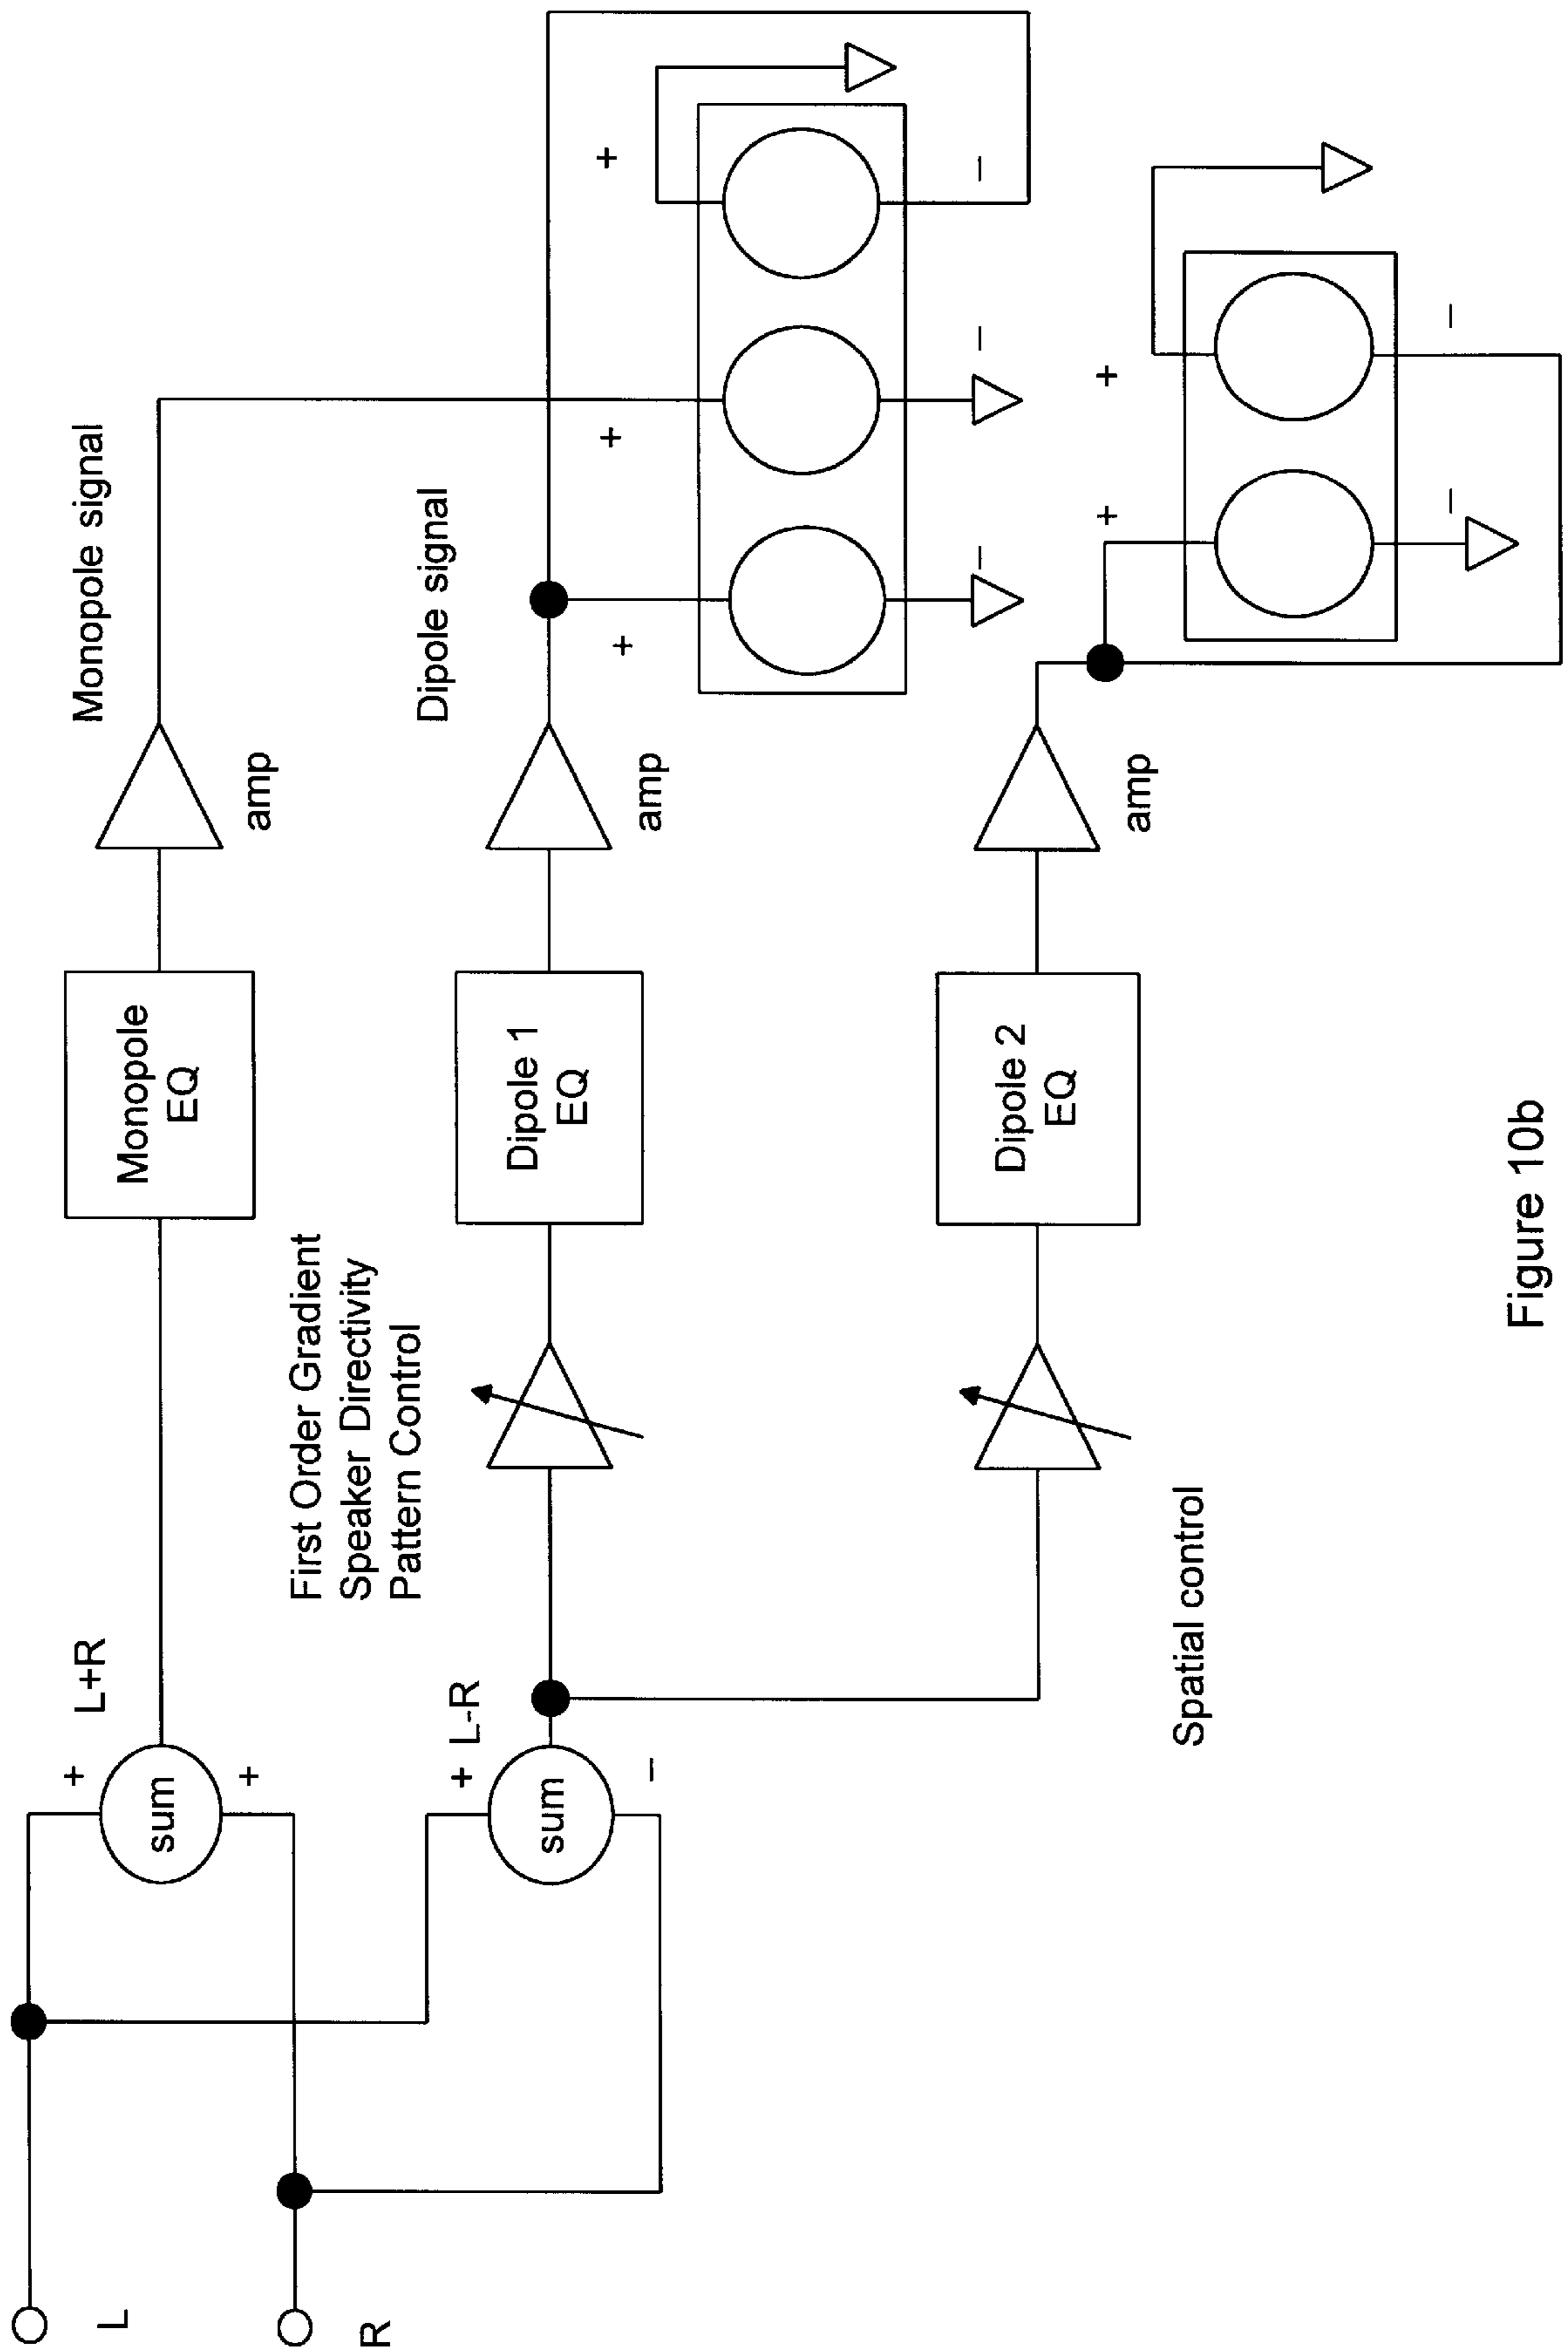 L
R
+
sum
+
L+R
+
sum
−
L-R
First Order Gradient
Speaker Directivity
Pattern Control
Spatial control
Monopole
EQ
Dipole 1
EQ
Dipole 2
EQ
amp
amp
amp
Monopole signal
Dipole signal
+
+
+
−
−
−
+
+
−
−
Figure 10b